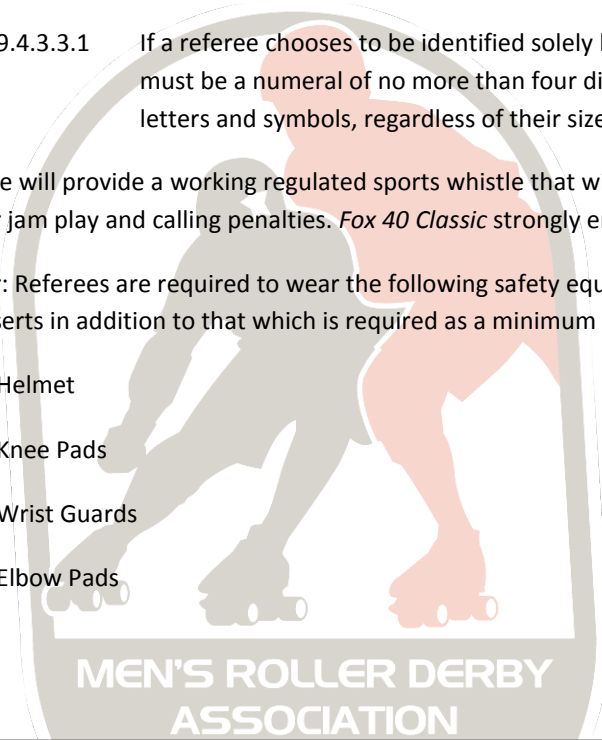 9.4.3.3.1 If a referee chooses to be identified solely
must be a numeral of no more than four
letters and symbols, regardless of their size
will provide a working regulated sports whistle that
jam play and calling penalties. Fox 40 Classic strongly
: Referees are required to wear the following safety
in addition to that which is required as a minimum
Helmet
Knee Pads
Wrist Guards
Elbow Pads
MEN'S ROLLER DERBY
ASSOCIATION